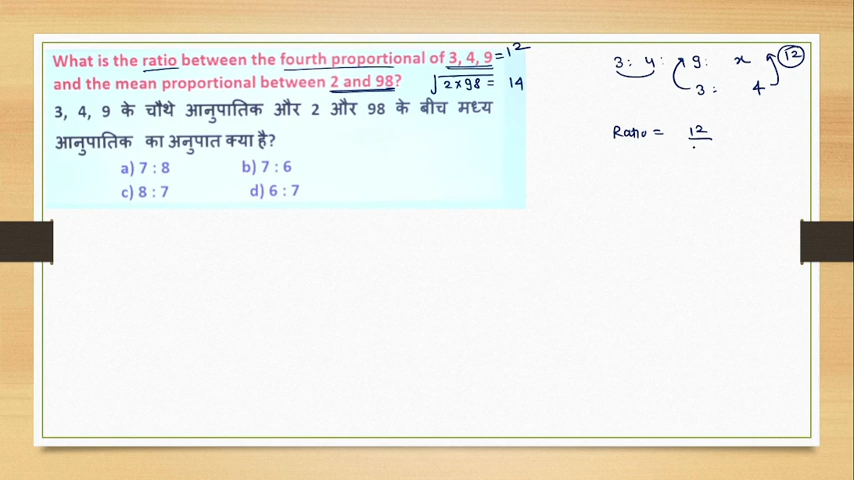 What is the ratio between the fourth proportional of 3, 4, 9 = 12
and the mean proportional between 2 and 98? √2×98 = 14
3, 4, 9 के चौथे आनुपातिक और 2 और 98 के बीच मध्य
आनुपातिक का अनुपात क्या है?
a) 7 : 8 b) 7 : 6
c) 8 : 7 d) 6 : 7
3 : 4 : 9 : x 12
3 : 4
Ratio = 12